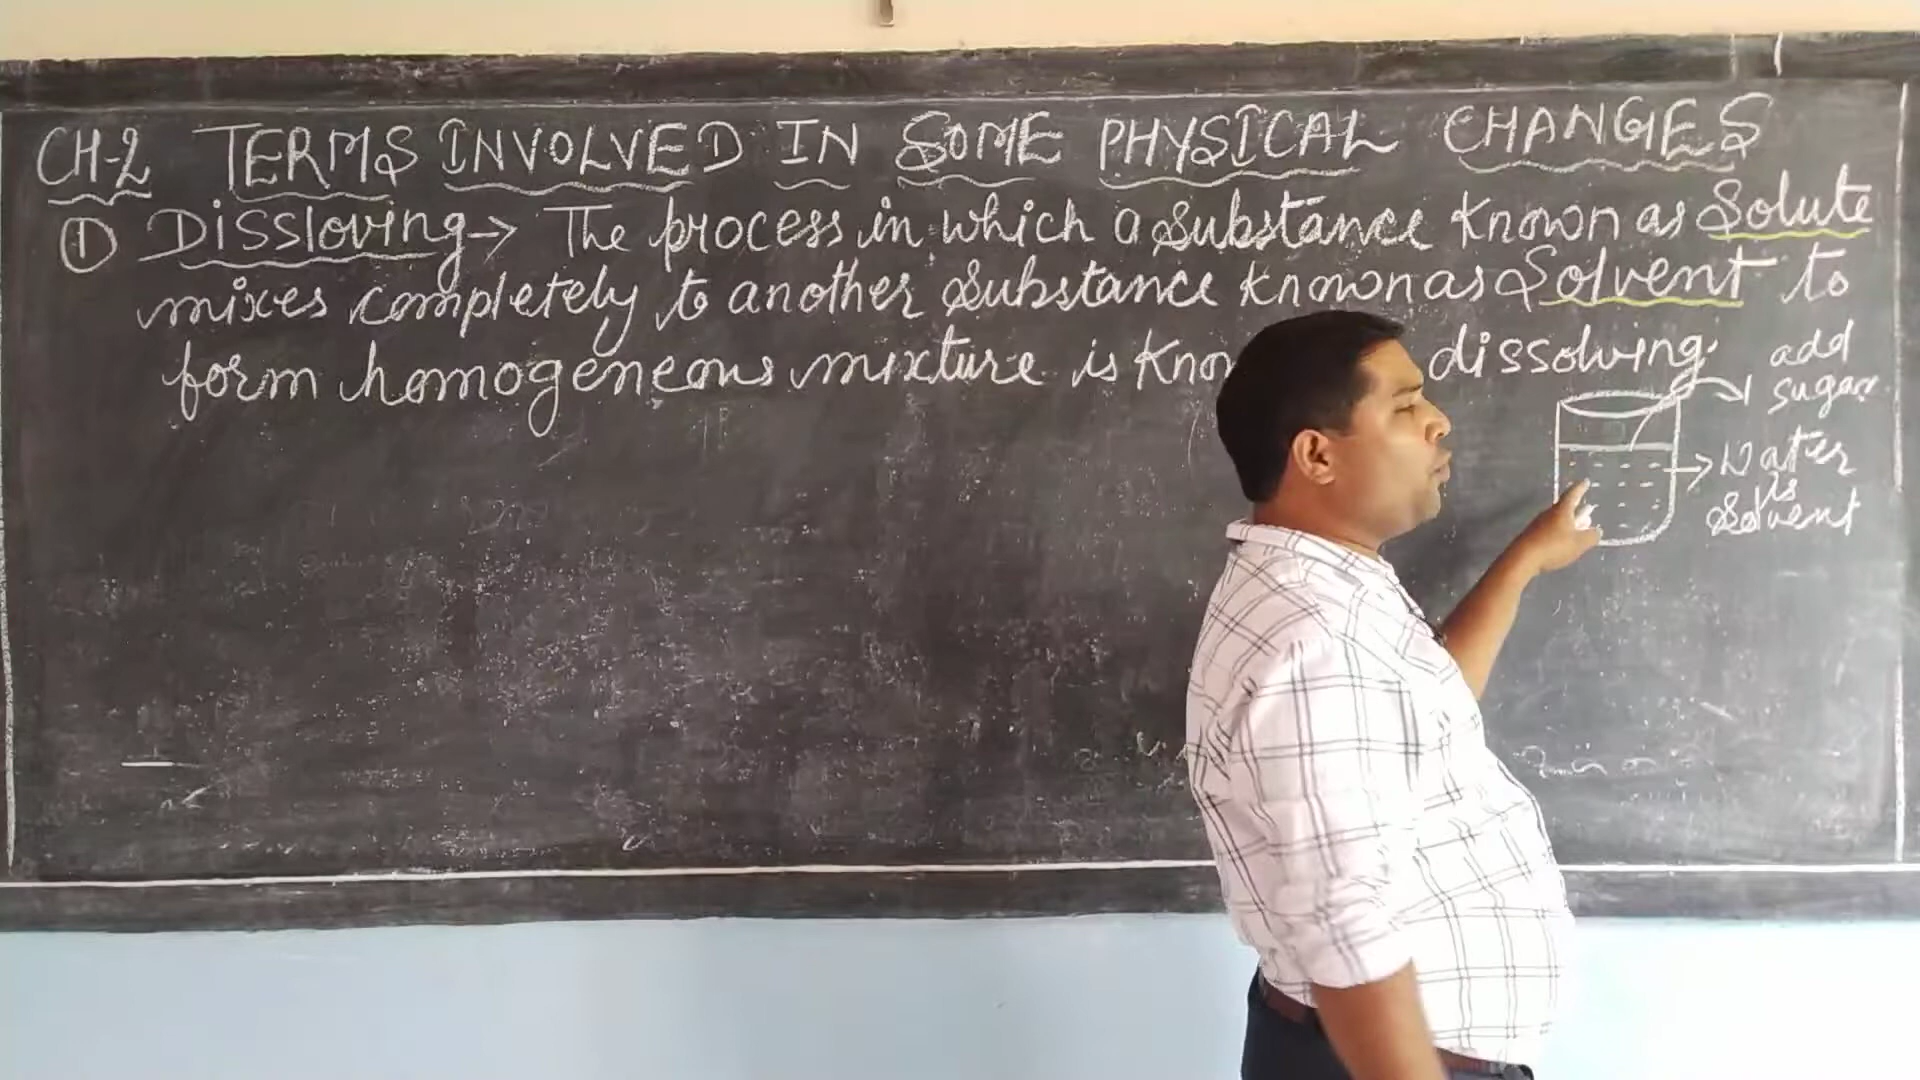 CH-2 TERMS INVOLVED IN SOME PHYSICAL CHANGES
① Dissloving → The process in which a substance known as Solute
mixes completely to another substance known as Solvent to
form homogeneous mixture is dissolving.
add
sugar
Water
is
Solvent